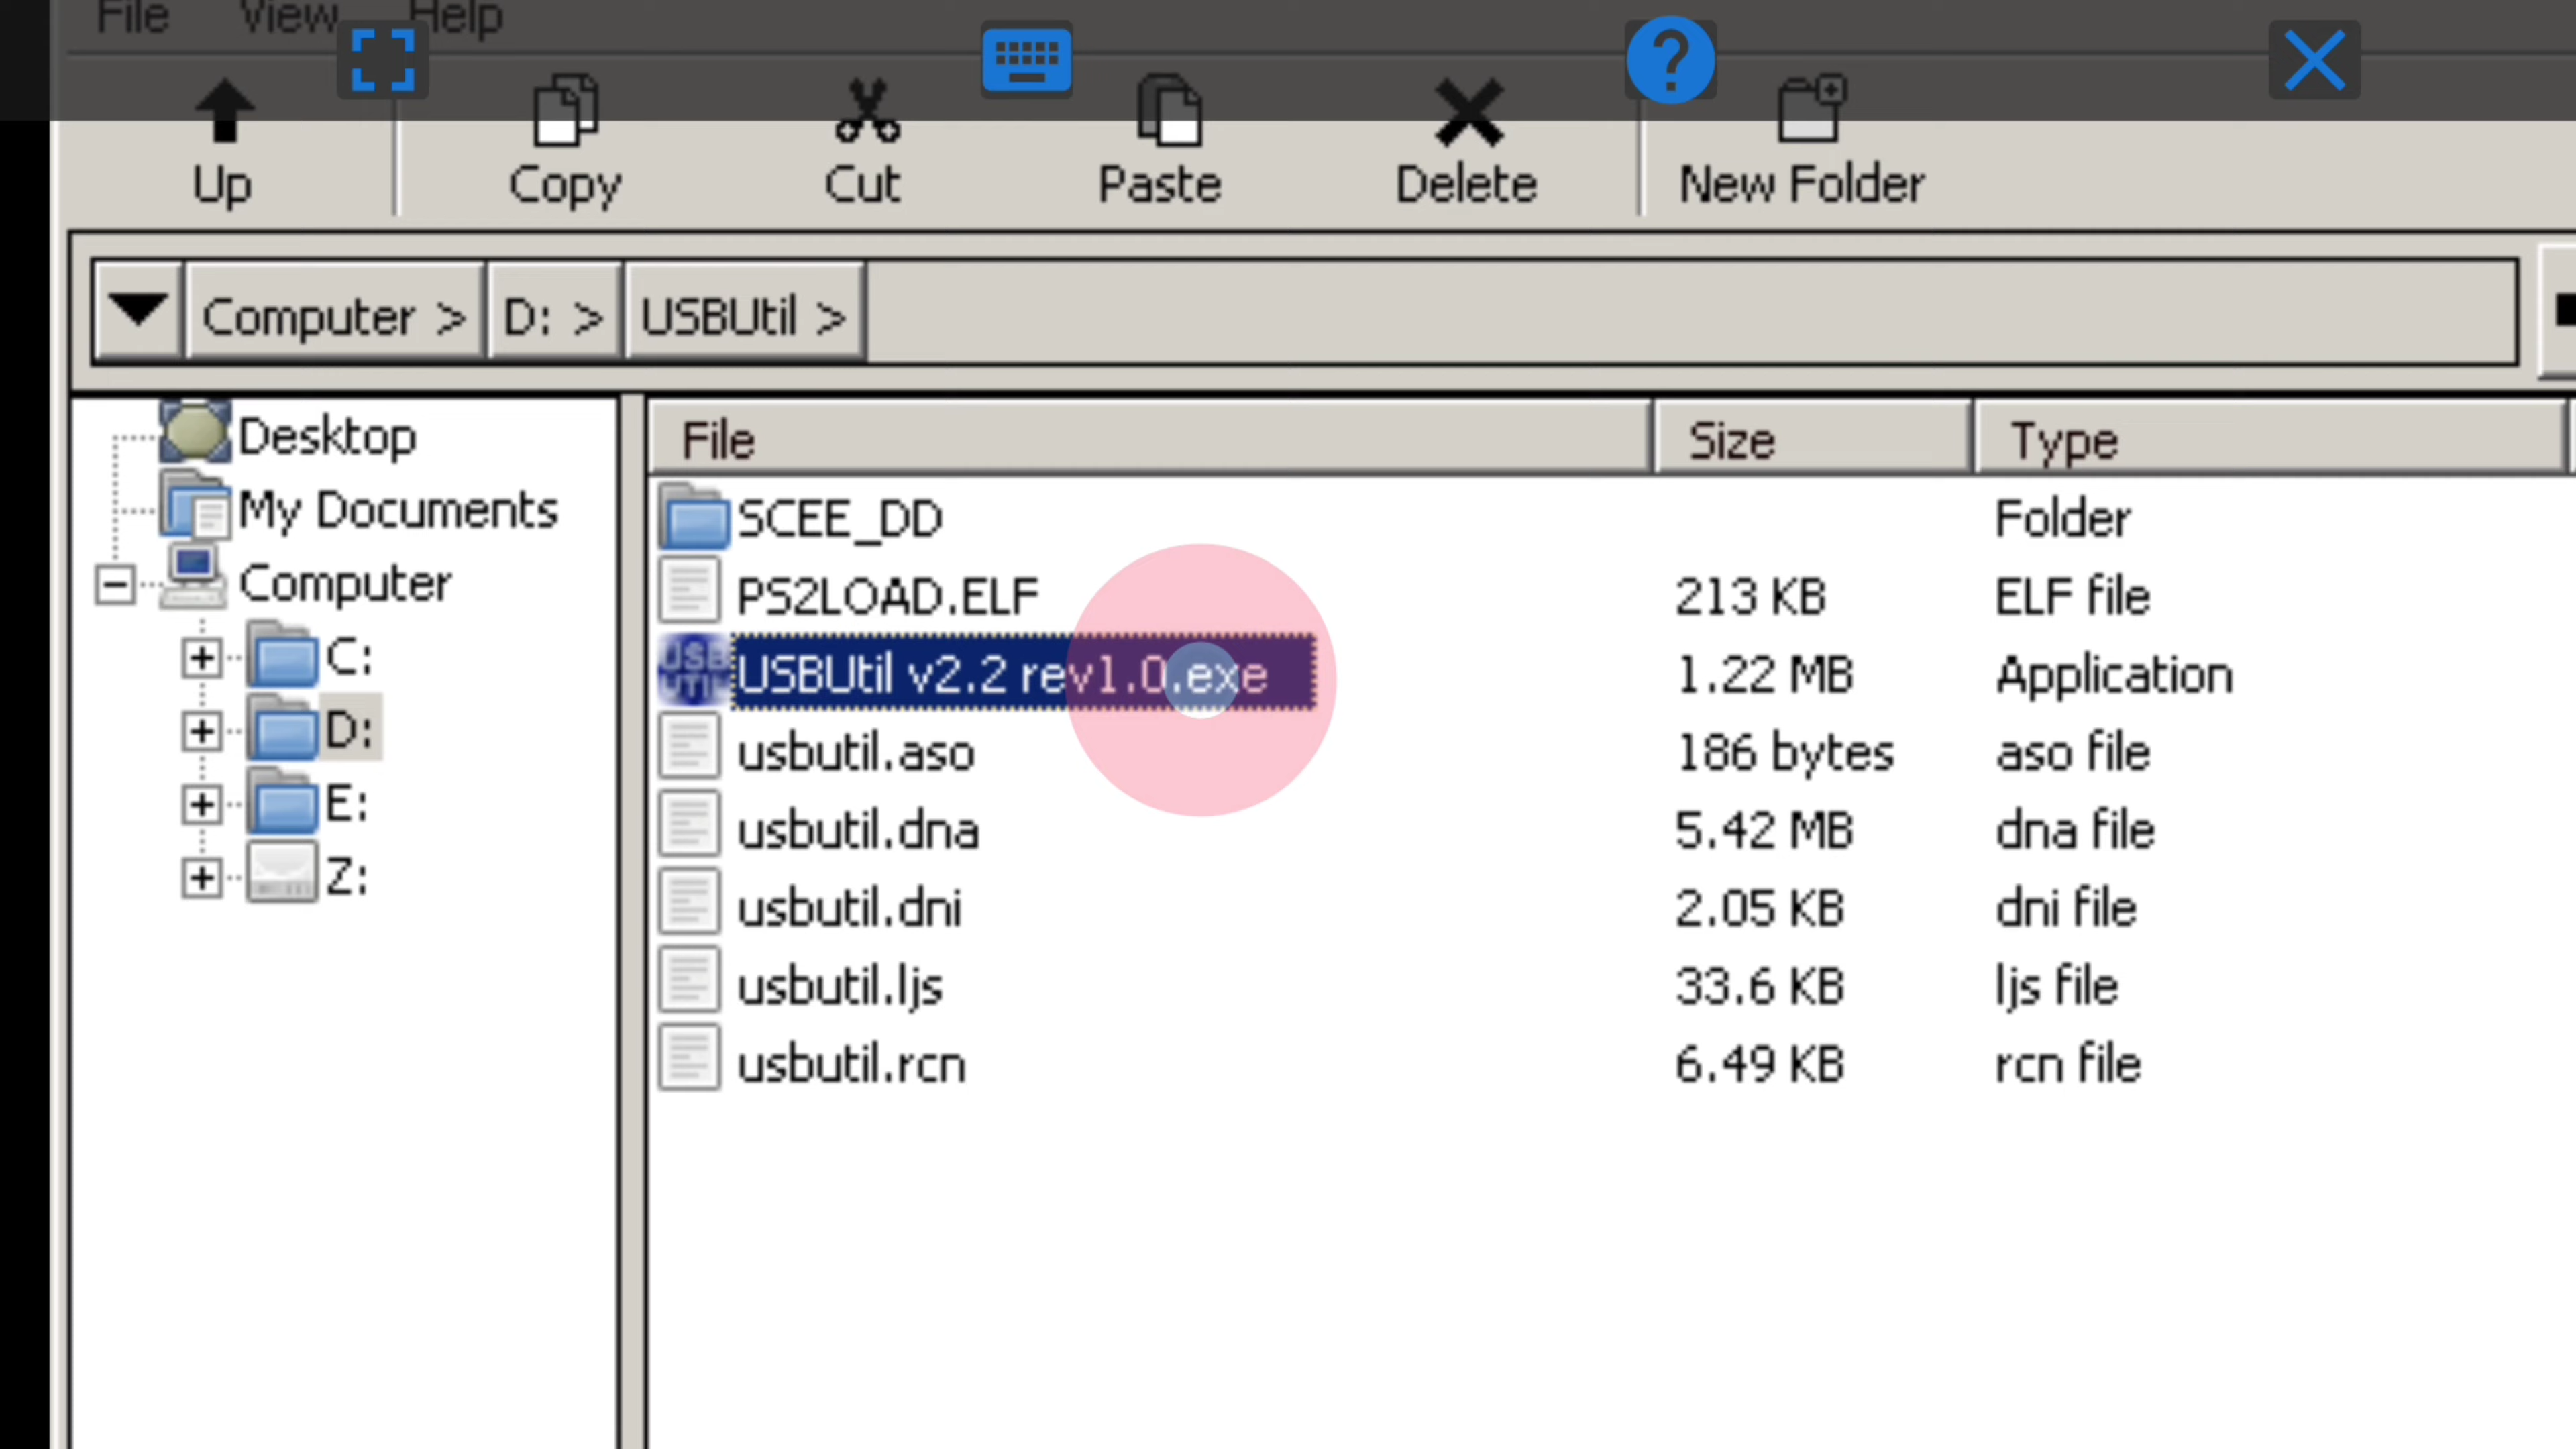 File View Help
Up Copy Cut Paste Delete New Folder
Computer > D: > USBUtil >
Desktop
My Documents
Computer
C:
D:
E:
Z:
File Size Type
SCEE_DD Folder
PS2LOAD.ELF 213 KB ELF file
USBUtil v2.2 rev1.0.exe 1.22 MB Application
usbutil.aso 186 bytes aso file
usbutil.dna 5.42 MB dna file
usbutil.dni 2.05 KB dni file
usbutil.ljs 33.6 KB ljs file
usbutil.rcn 6.49 KB rcn file